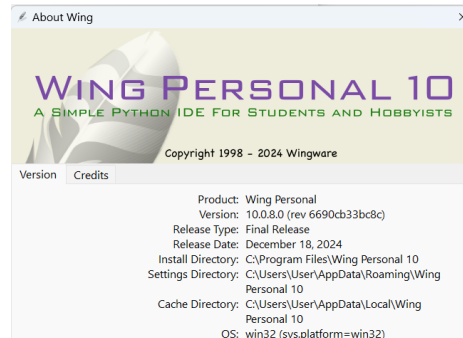 About Wing
WING PERSONAL 10
A SIMPLE PYTHON IDE FOR STUDENTS AND HOBBYISTS
Copyright 1998 - 2024 Wingware
Version Credits
Product: Wing Personal
Version: 10.0.8.0 (rev 6690cb33bc8c)
Release Type: Final Release
Release Date: December 18, 2024
Install Directory: C:\Program Files\Wing Personal 10
Settings Directory: C:\Users\User\AppData\Roaming\Wing
Personal 10
Cache Directory: C:\Users\User\AppData\Local\Wing
Personal 10
OS: win32 (sys.platform=win32)